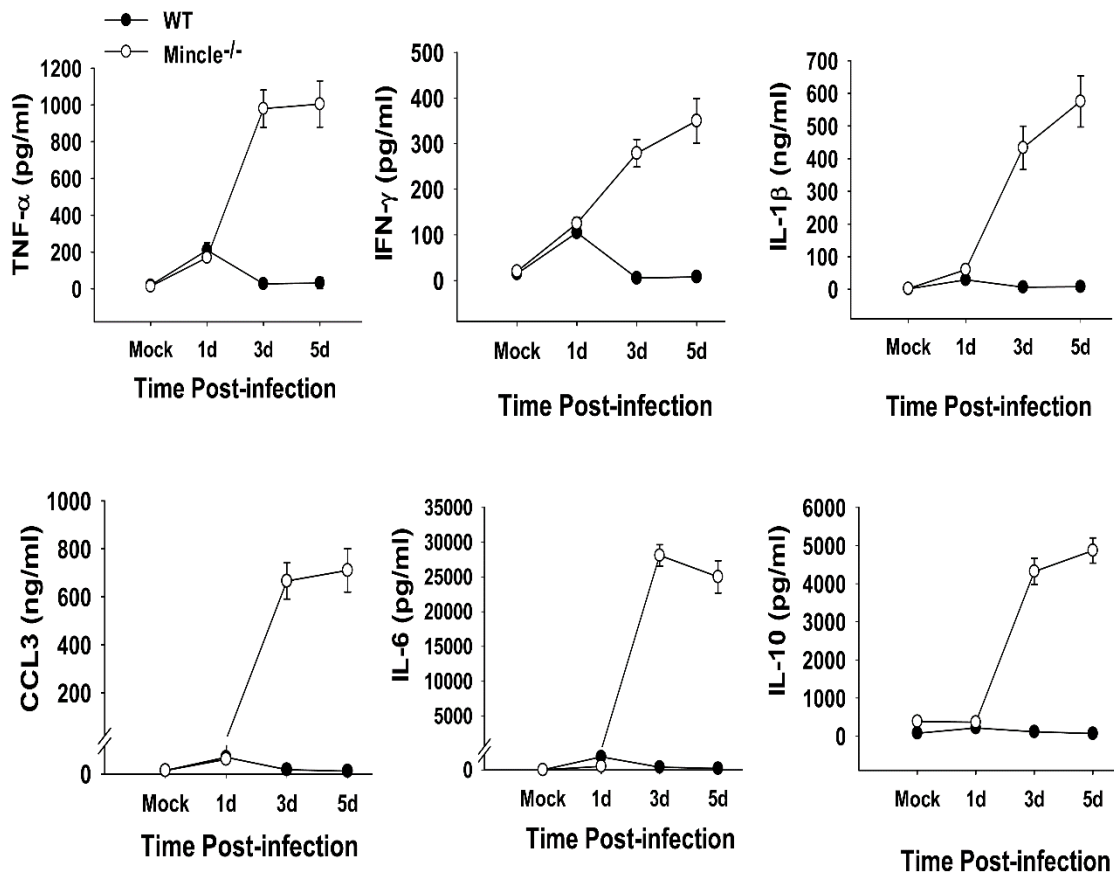 WT
Mincle-/-
TNF-α (pg/ml)
1200
1000
800
600
400
200
0
Mock 1d 3d 5d
Time Post-infection
IFN-γ (pg/ml)
500
400
300
200
100
0
Mock 1d 3d 5d
Time Post-infection
IL-1β (ng/ml)
700
600
500
400
300
200
100
0
Mock 1d 3d 5d
Time Post-infection
CCL3 (ng/ml)
1000
800
600
400
200
0
Mock 1d 3d 5d
Time Post-infection
IL-6 (pg/ml)
35000
30000
25000
20000
15000
10000
5000
0
Mock 1d 3d 5d
Time Post-infection
IL-10 (pg/ml)
6000
5000
4000
3000
2000
1000
0
Mock 1d 3d 5d
Time Post-infection